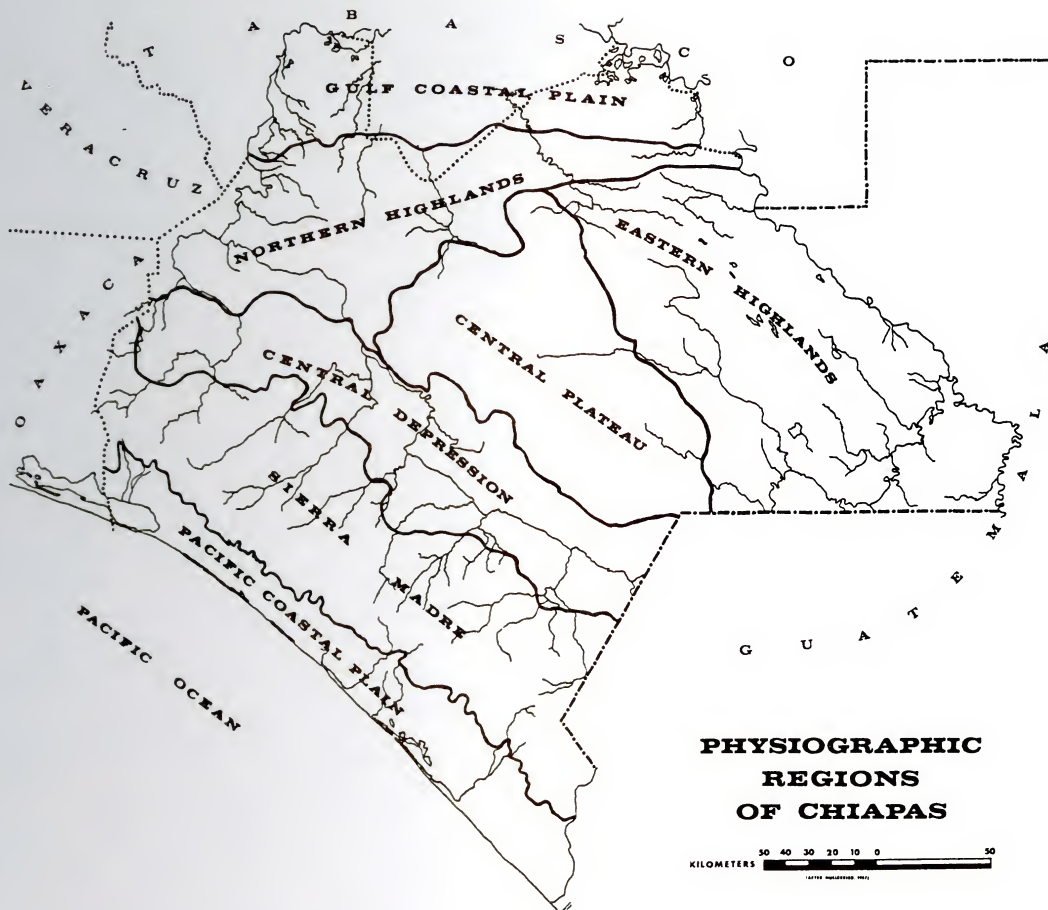 TABASCO
VERACRUZ
OAXACA
GULF COASTAL PLAIN
NORTHERN HIGHLANDS
EASTERN HIGHLANDS
CENTRAL PLATEAU
CENTRAL DEPRESSION
SIERRA MADRE
PACIFIC COASTAL PLAIN
PACIFIC OCEAN
GUATEMALA
PHYSIOGRAPHIC
REGIONS
OF CHIAPAS
KILOMETERS 50 40 30 20 10 0 50